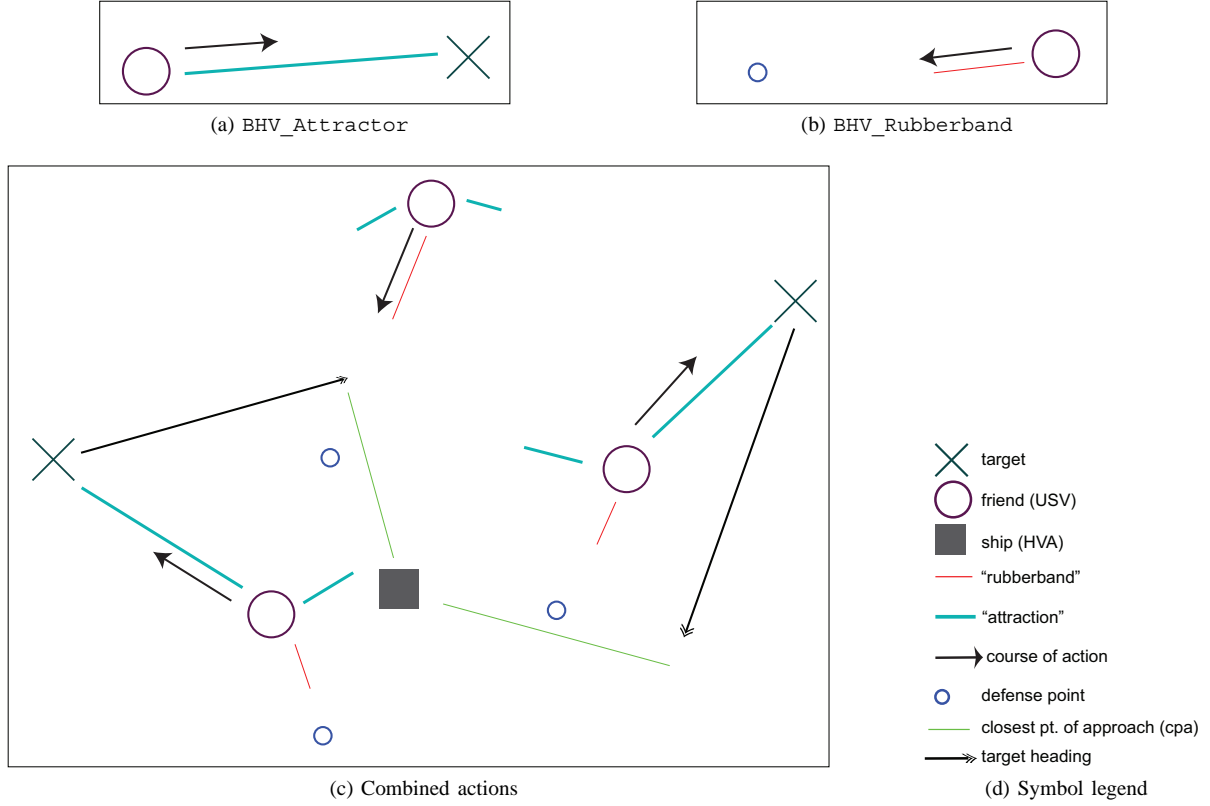 (a) BHV_Attractor
(b) BHV_Rubberband
target
friend (USV)
ship (HVA)
“rubberband”
“attraction”
course of action
defense point
closest pt. of approach (cpa)
target heading
(c) Combined actions
(d) Symbol legend